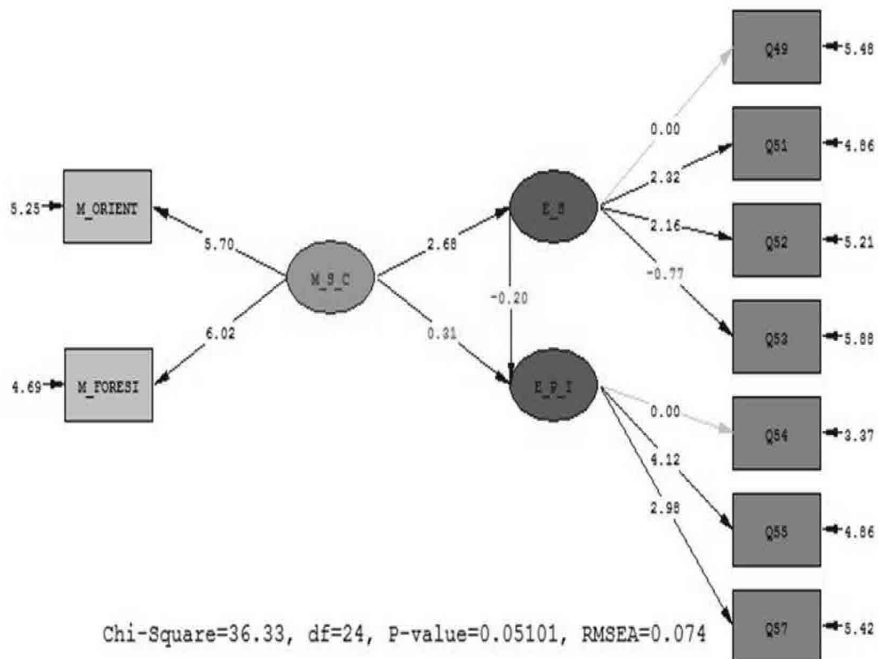 Q49
5.48
0.00
Q51
4.86
2.32
E_S
M_ORIENT
5.25
Q52
5.21
2.16
5.70
2.68
-0.77
M_S_C
-0.20
6.02
0.31
Q53
5.88
M_FORESI
4.69
E_P_I
0.00
Q54
3.37
4.12
2.98
Q55
4.86
Q57
5.42
Chi-Square=36.33, df=24, P-value=0.05101, RMSEA=0.074